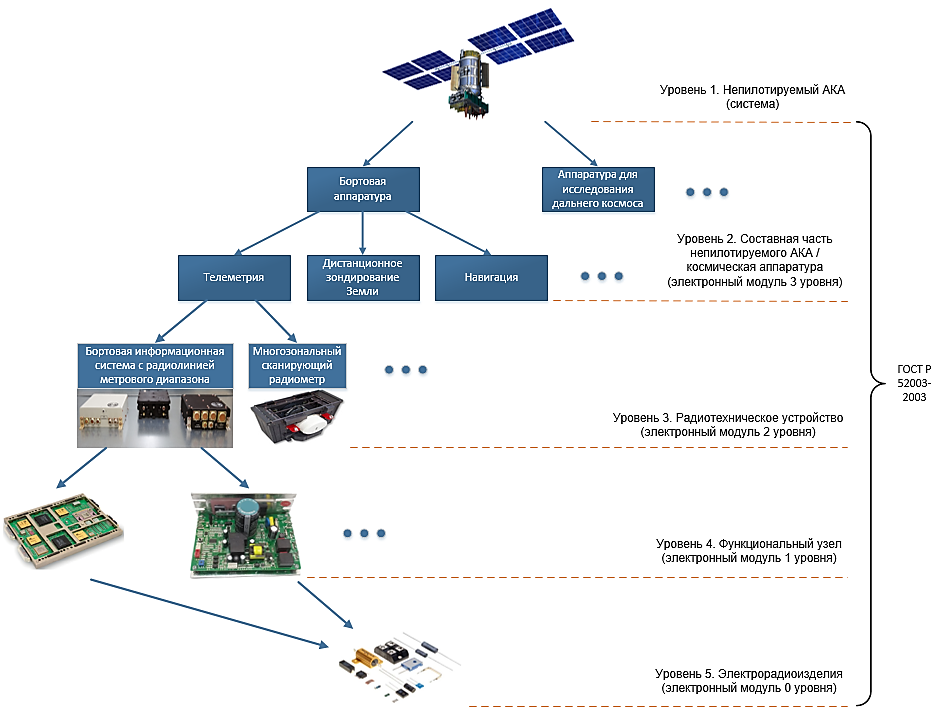 Уровень 1. Непилотируемый АКА
(система)
Бортовая
аппаратура
Аппаратура для
исследования
дальнего космоса
Уровень 2. Составная часть
непилотируемого АКА /
космическая аппаратура
(электронный модуль 3 уровня)
Телеметрия
Дистанционное
зондирование
Земли
Навигация
Бортовая информационная
система с радиолинией
метрового диапазона
Многозональный
сканирующий
радиометр
ГОСТ Р
52003-
2003
Уровень 3. Радиотехническое устройство
(электронный модуль 2 уровня)
Уровень 4. Функциональный узел
(электронный модуль 1 уровня)
Уровень 5. Электрорадиоизделия
(электронный модуль 0 уровня)